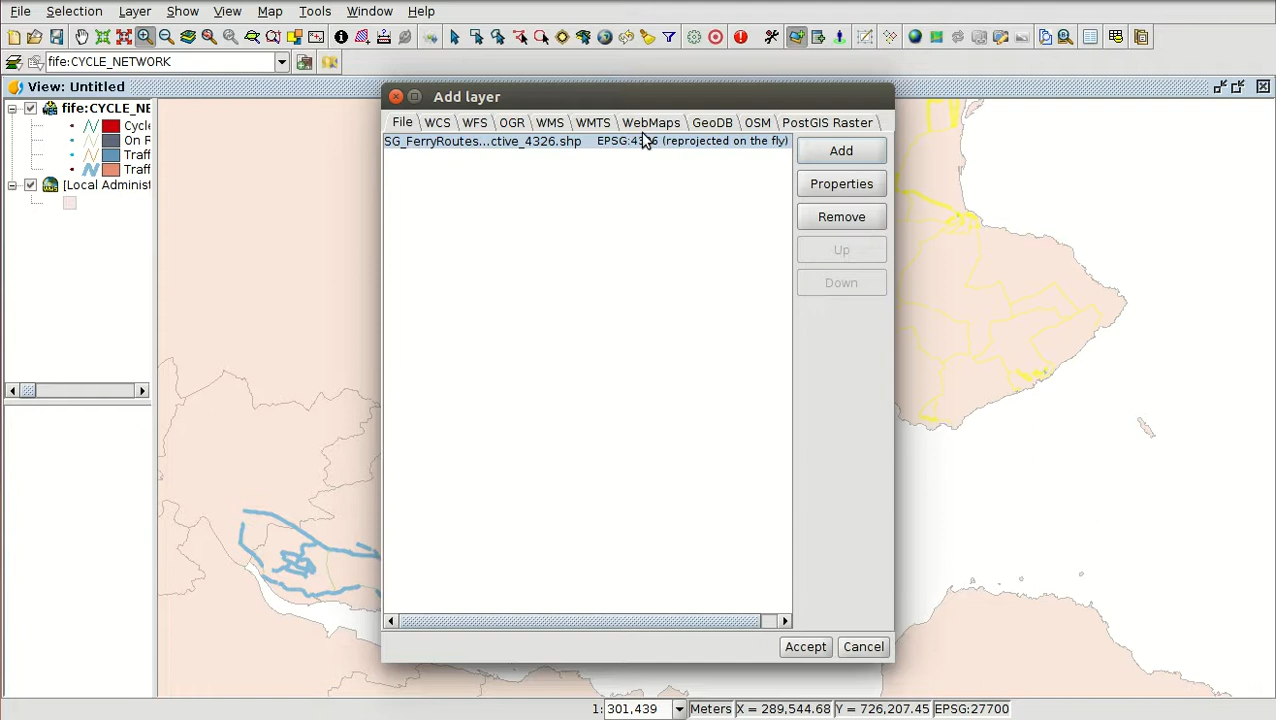 File Selection Layer Show View Map Tools Window Help
fife:CYCLE_NETWORK
View: Untitled
fife:CYCLE_NE
Cycle
On R
Traff
Traff
[Local Adminis
Add layer
File WCS WFS OGR WMS WMTS WebMaps GeoDB OSM PostGIS Raster
SG_FerryRoutes...ctive_4326.shp EPSG:4326 (reprojected on the fly)
Add
Properties
Remove
Up
Down
Accept Cancel
1: 301,439 Meters X = 289,544.68 Y = 726,207.45 EPSG:27700